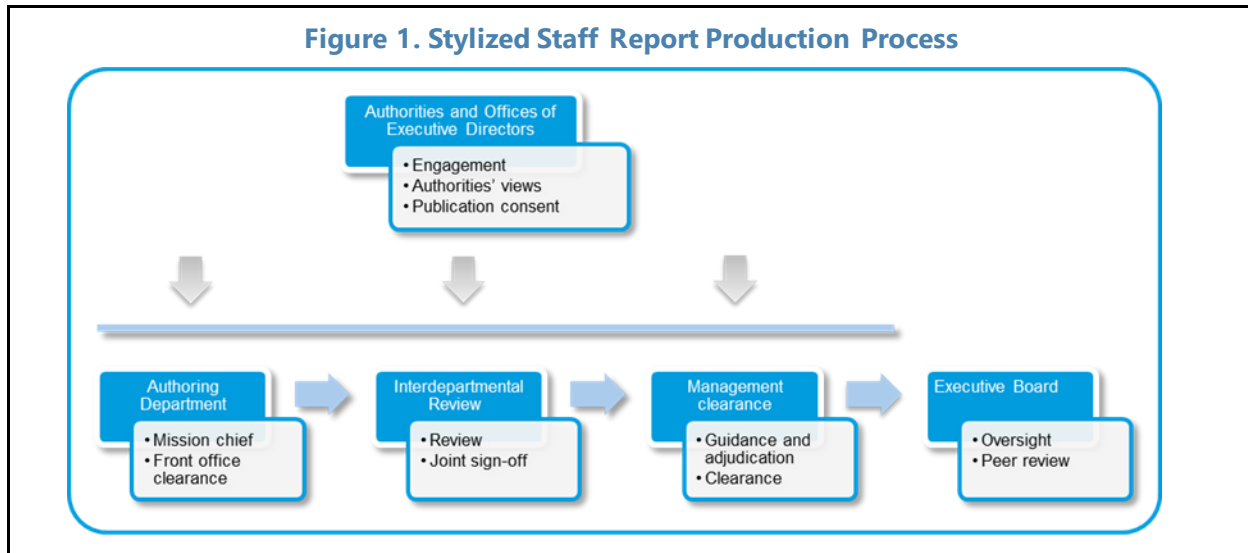 Figure 1. Stylized Staff Report Production Process
Authorities and Offices of
Executive Directors
• Engagement
• Authorities' views
• Publication consent
Authoring
Department
• Mission chief
• Front office
clearance
Interdepartmental
Review
• Review
• Joint sign-off
Management
clearance
• Guidance and
adjudication
• Clearance
Executive Board
• Oversight
• Peer review